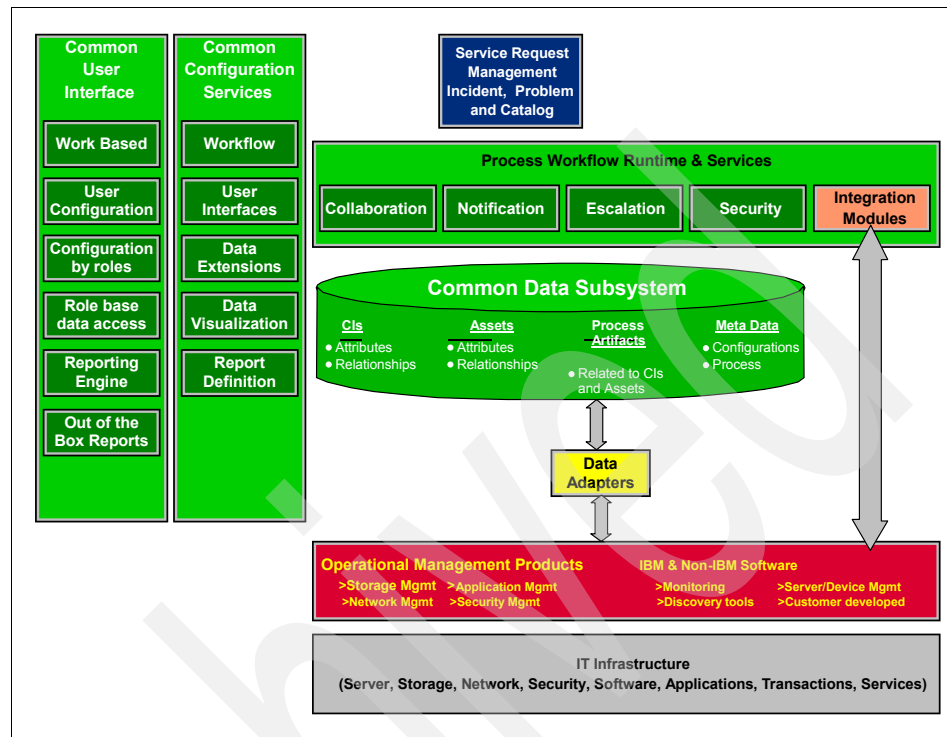 Common
User
Interface
Work Based
User
Configuration
Configuration
by roles
Role base
data access
Reporting
Engine
Out of the
Box Reports
Common
Configuration
Services
Workflow
User
Interfaces
Data
Extensions
Data
Visualization
Report
Definition
Service Request
Management
Incident, Problem
and Catalog
Process Workflow Runtime & Services
Collaboration
Notification
Escalation
Security
Integration
Modules
Common Data Subsystem
CIs
● Attributes
● Relationships
Assets
● Attributes
● Relationships
Process
Artifacts
● Related to CIs
and Assets
Meta Data
● Configurations
● Process
Data
Adapters
Operational Management Products
>Storage Mgmt >Application Mgmt
>Network Mgmt >Security Mgmt
IBM & Non-IBM Software
>Monitoring >Server/Device Mgmt
>Discovery tools >Customer developed
IT Infrastructure
(Server, Storage, Network, Security, Software, Applications, Transactions, Services)